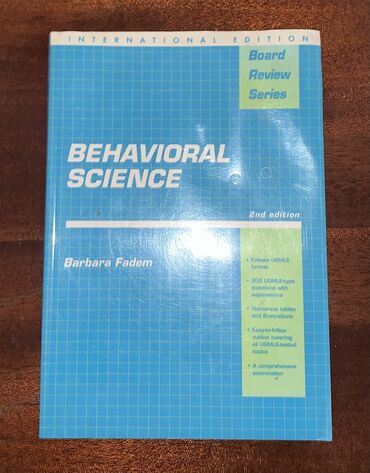 INTERNATIONAL EDITION
Board
Review
Series
BEHAVIORAL
SCIENCE
2nd edition
Barbara Fadem
• Follows USMLE
format
• 500 USMLE-type
questions with
explanations
• Numerous tables
and illustrations
• Easy-to-follow
outline covering
all USMLE-tested
topics
• A comprehensive
examination